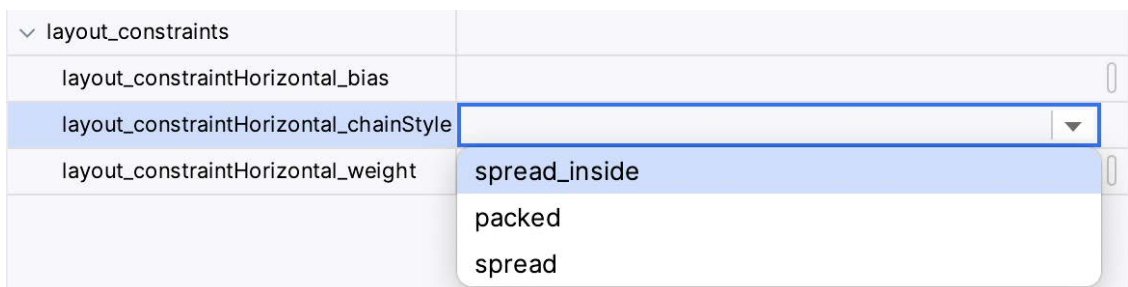 layout_constraints
layout_constraintHorizontal_bias
layout_constraintHorizontal_chainStyle
layout_constraintHorizontal_weight
spread_inside
packed
spread